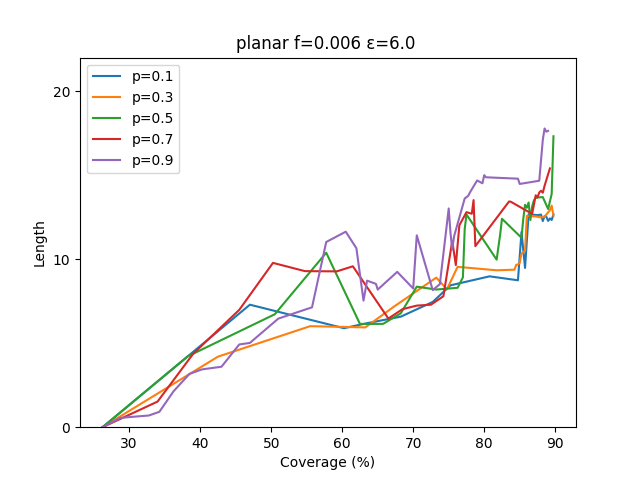 planar f=0.006 ε=6.0
p=0.1
p=0.3
p=0.5
p=0.7
p=0.9
Length
20
10
0
30 40 50 60 70 80 90
Coverage (%)